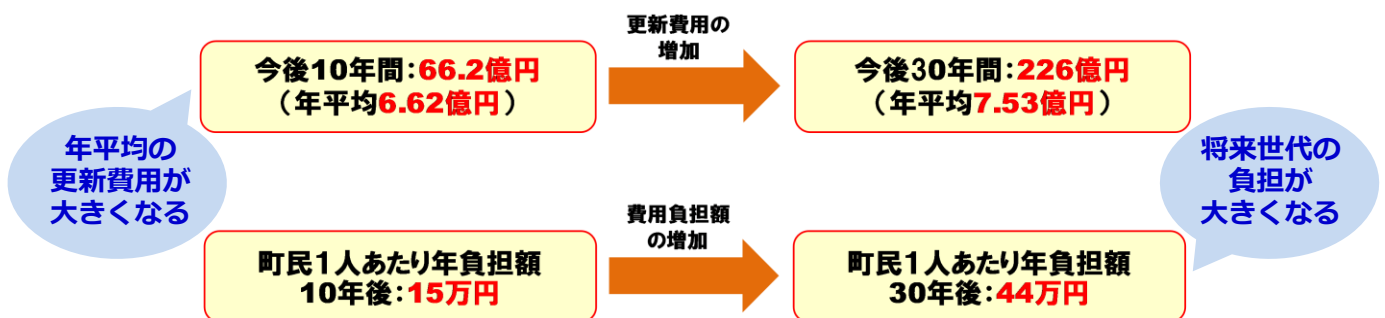 更新費用の
増加
今後10年間:66.2億円
(年平均6.62億円)
今後30年間:226億円
(年平均7.53億円)
年平均の
更新費用が
大きくなる
将来世代の
負担が
大きくなる
費用負担額
の増加
町民1人あたり年負担額
10年後:15万円
町民1人あたり年負担額
30年後:44万円